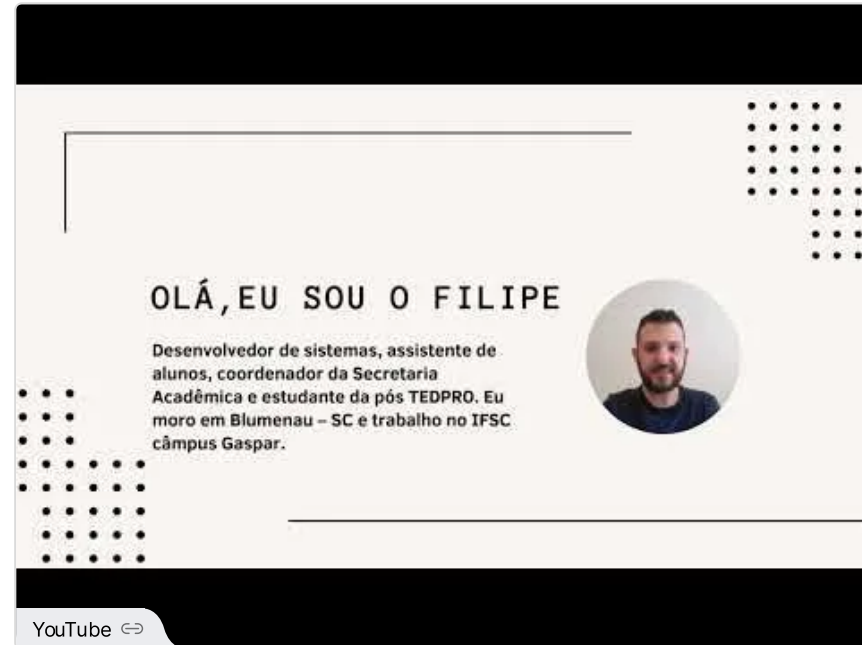 OLÁ,EU SOU O FILIPE
Desenvolvedor de sistemas, assistente de
alunos, coordenador da Secretaria
Acadêmica e estudante da pós TEDPRO. Eu
moro em Blumenau – SC e trabalho no IFSC
câmpus Gaspar.
YouTube